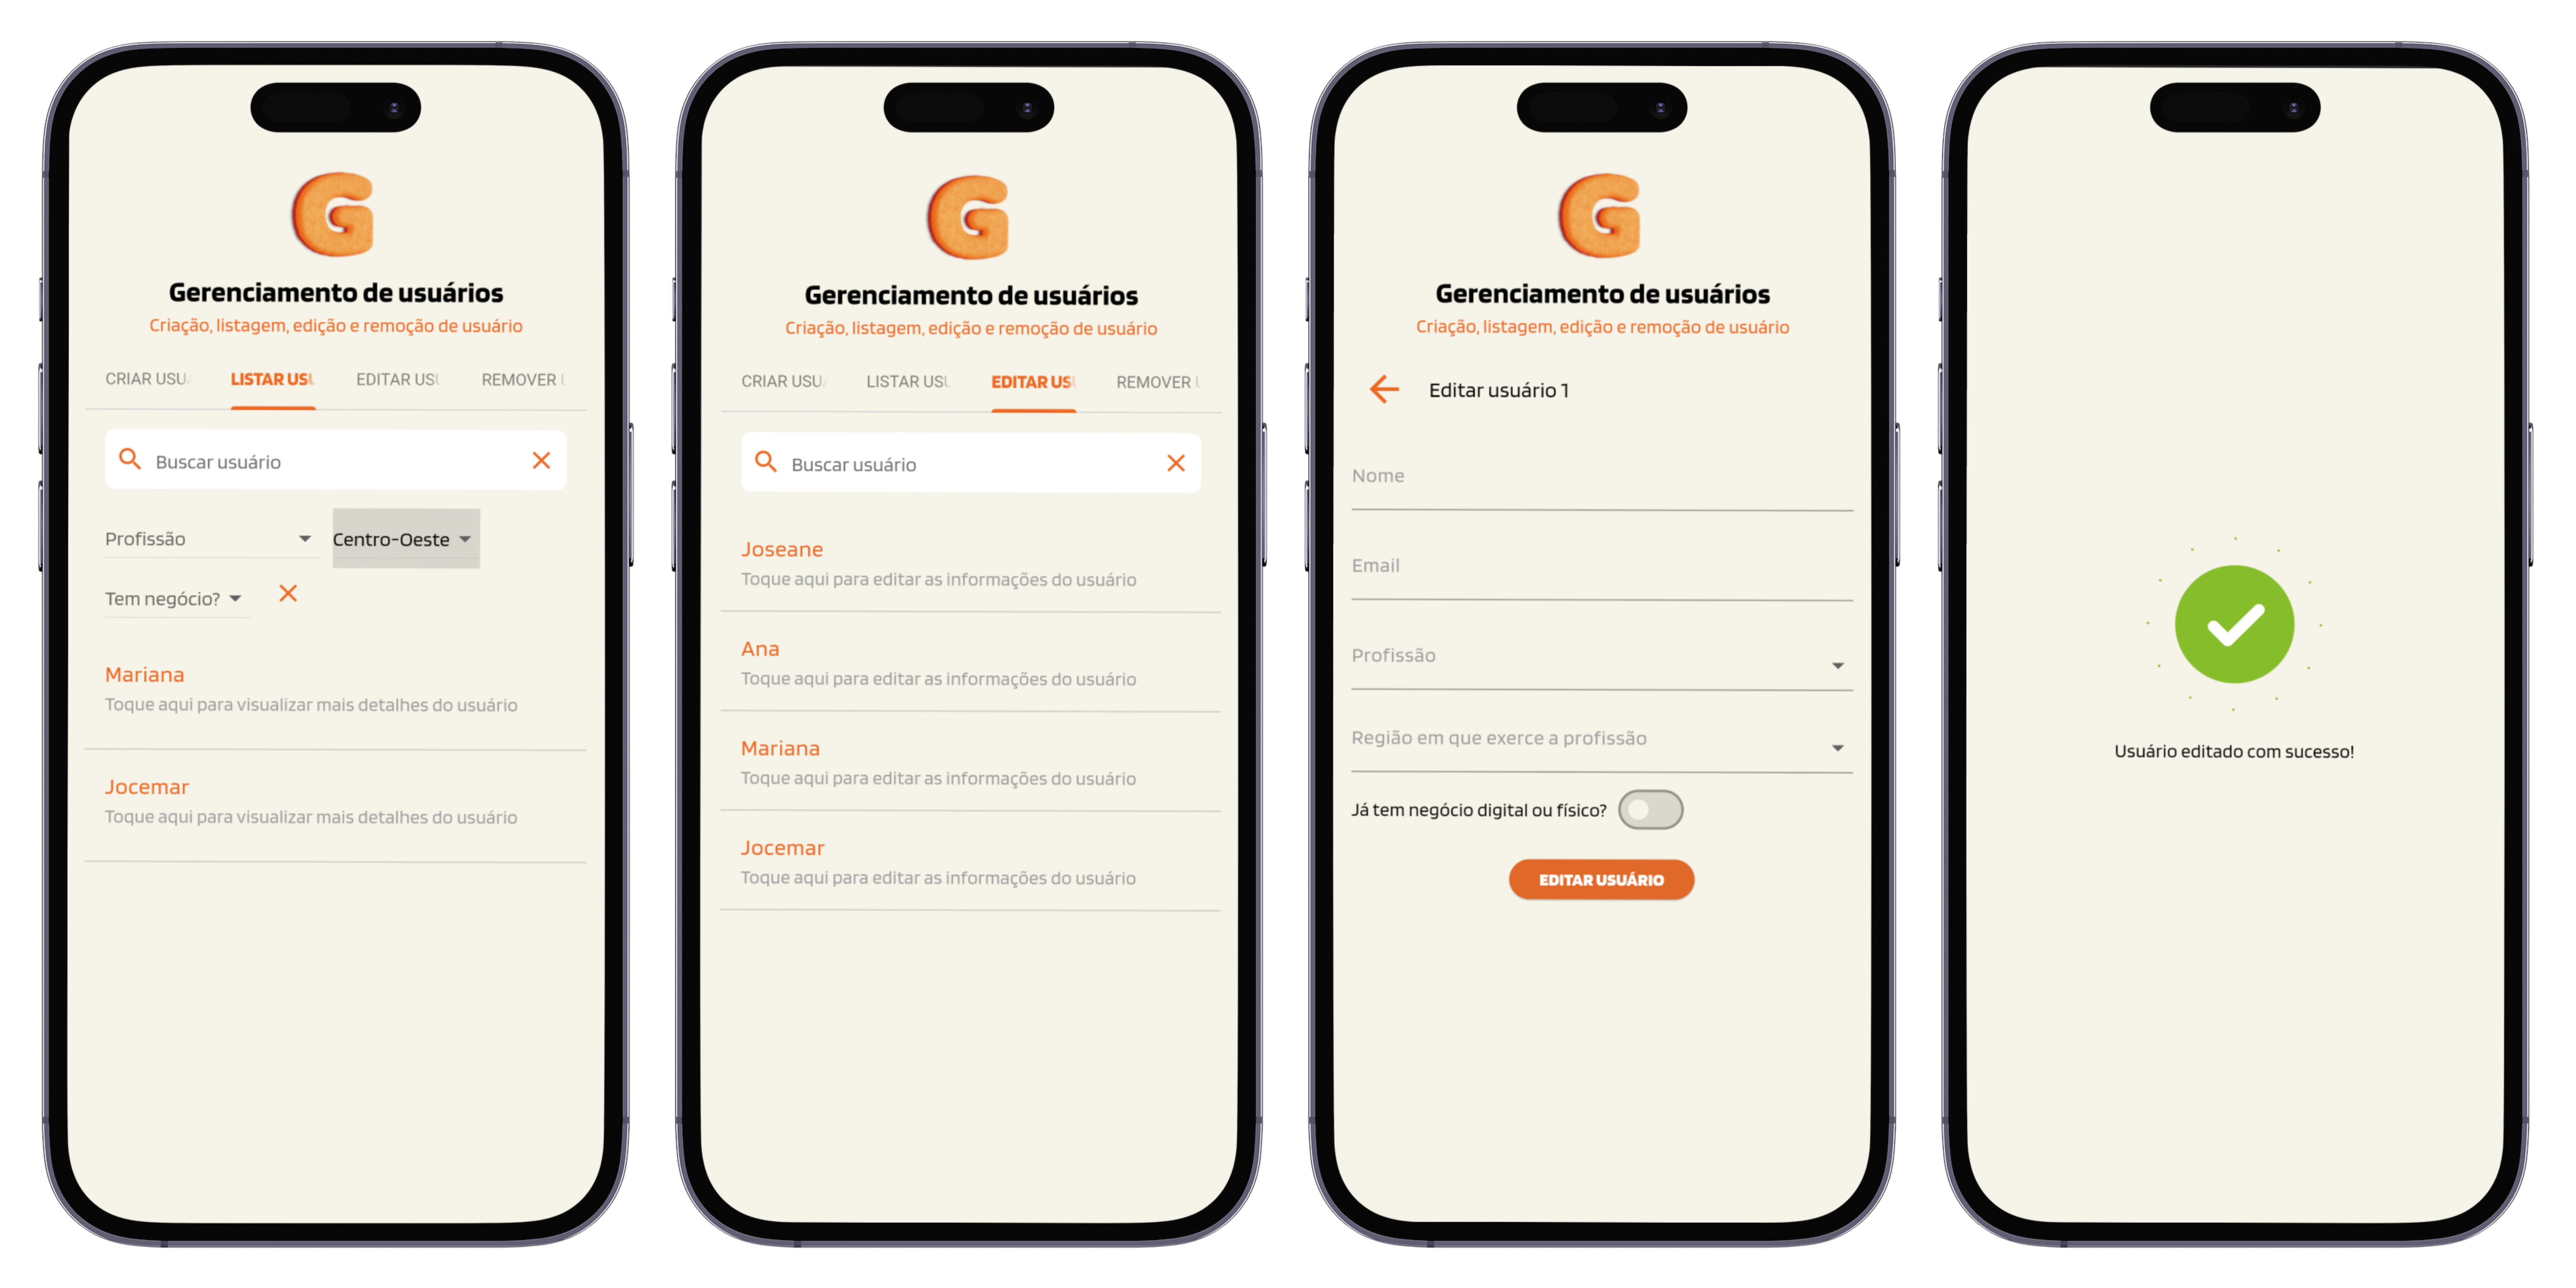 G
Gerenciamento de usuários
Criação, listagem, edição e remoção de usuário
CRIAR USU LISTAR USU EDITAR USU REMOVER U
Buscar usuário
Profissão Centro-Oeste
Tem negócio?
Mariana
Toque aqui para visualizar mais detalhes do usuário
Jocemar
Toque aqui para visualizar mais detalhes do usuário
G
Gerenciamento de usuários
Criação, listagem, edição e remoção de usuário
CRIAR USU LISTAR USU EDITAR US REMOVER U
Buscar usuário
Joseane
Toque aqui para editar as informações do usuário
Ana
Toque aqui para editar as informações do usuário
Mariana
Toque aqui para editar as informações do usuário
Jocemar
Toque aqui para editar as informações do usuário
G
Gerenciamento de usuários
Criação, listagem, edição e remoção de usuário
Editar usuário 1
Nome
Email
Profissão
Região em que exerce a profissão
Já tem negócio digital ou físico?
EDITAR USUÁRIO
Usuário editado com sucesso!